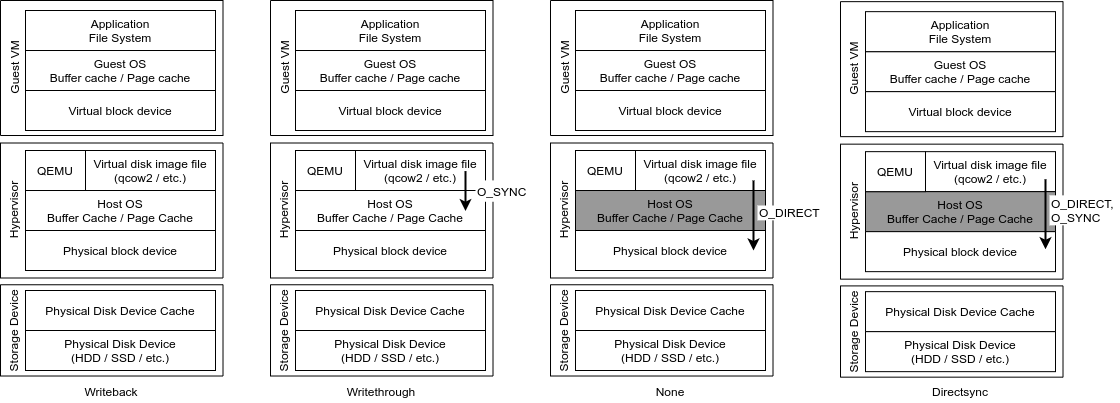 Guest VM
Application
File System
Guest OS
Buffer cache / Page cache
Virtual block device
Hypervisor
QEMU
Virtual disk image file
(qcow2 / etc.)
Host OS
Buffer Cache / Page Cache
Physical block device
Storage Device
Physical Disk Device Cache
Physical Disk Device
(HDD / SSD / etc.)
Writeback
Guest VM
Application
File System
Guest OS
Buffer cache / Page cache
Virtual block device
Hypervisor
QEMU
Virtual disk image file
(qcow2 / etc.)
O_SYNC
Host OS
Buffer Cache / Page Cache
Physical block device
Storage Device
Physical Disk Device Cache
Physical Disk Device
(HDD / SSD / etc.)
Writethrough
Guest VM
Application
File System
Guest OS
Buffer cache / Page cache
Virtual block device
Hypervisor
QEMU
Virtual disk image file
(qcow2 / etc.)
Host OS
Buffer Cache / Page Cache
O_DIRECT
Physical block device
Storage Device
Physical Disk Device Cache
Physical Disk Device
(HDD / SSD / etc.)
None
Guest VM
Application
File System
Guest OS
Buffer cache / Page cache
Virtual block device
Hypervisor
QEMU
Virtual disk image file
(qcow2 / etc.)
Host OS
Buffer Cache / Page Cache
O_DIRECT,
O_SYNC
Physical block device
Storage Device
Physical Disk Device Cache
Physical Disk Device
(HDD / SSD / etc.)
Directsync